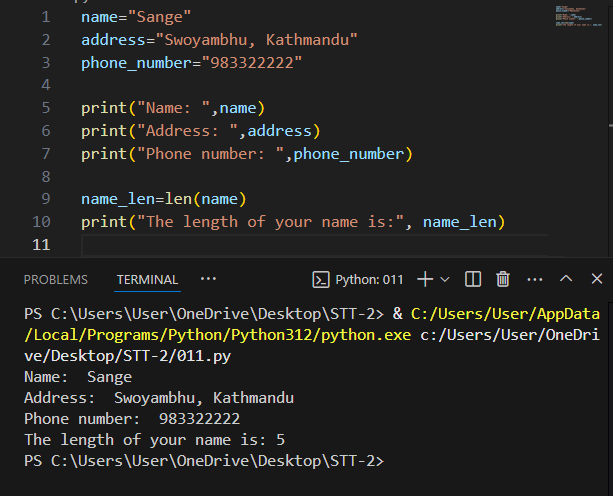 1 name="Sange"
2 address="Swoyambhu, Kathmandu"
3 phone_number="983322222"
4
5 print("Name: ",name)
6 print("Address: ",address)
7 print("Phone number: ",phone_number)
8
9 name_len=len(name)
10 print("The length of your name is:", name_len)
11
PROBLEMS TERMINAL ··· Python: 011
PS C:\Users\User\OneDrive\Desktop\STT-2> & C:/Users/User/AppData
/Local/Programs/Python/Python312/python.exe c:/Users/User/OneDri
ve/Desktop/STT-2/011.py
Name:  Sange
Address:  Swoyambhu, Kathmandu
Phone number:  983322222
The length of your name is: 5
PS C:\Users\User\OneDrive\Desktop\STT-2>